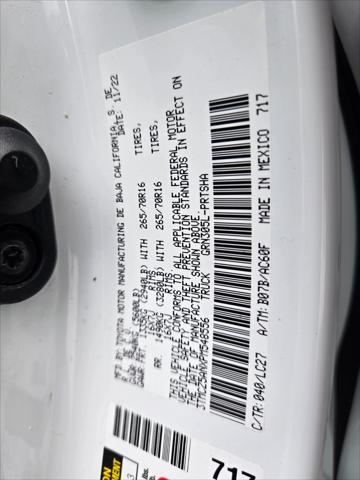 MFD BY: TOYOTA MOTOR MANUFACTURING DE BAJA CALIFORNIA, S. DE
DATE: 11/22
GAWR FRT. 1335KG (2940LB) WITH 265/70R16 TIRES,
RR. 1490KG (3280LB) WITH 265/70R16 TIRES,
THIS VEHICLE CONFORMS TO ALL APPLICABLE FEDERAL MOTOR
VEHICLE SAFETY AND THEFT PREVENTION STANDARDS IN EFFECT ON
THE DATE OF MANUFACTURE SHOWN ABOVE.
TRUCK GRN305L-PRTSHA
C/TR: 040/LC27 A/TM: B07B/AC60F MADE IN MEXICO 717
717